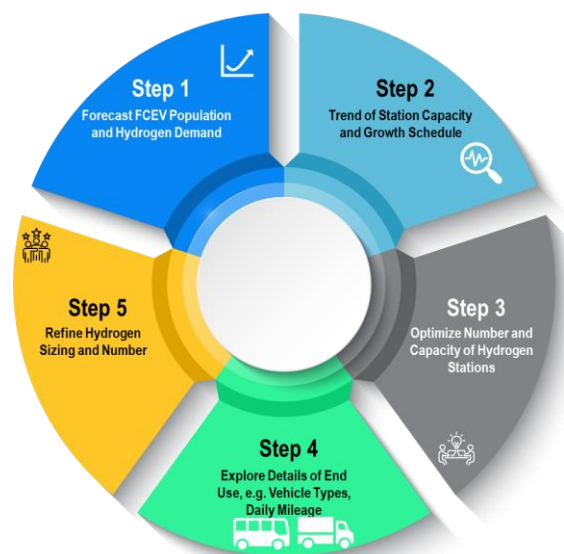 Step 1
Forecast FCEV Population
and Hydrogen Demand
Step 2
Trend of Station Capacity
and Growth Schedule
Step 3
Optimize Number and
Capacity of Hydrogen
Stations
Step 4
Explore Details of End
Use, e.g. Vehicle Types,
Daily Mileage
Step 5
Refine Hydrogen
Sizing and Number